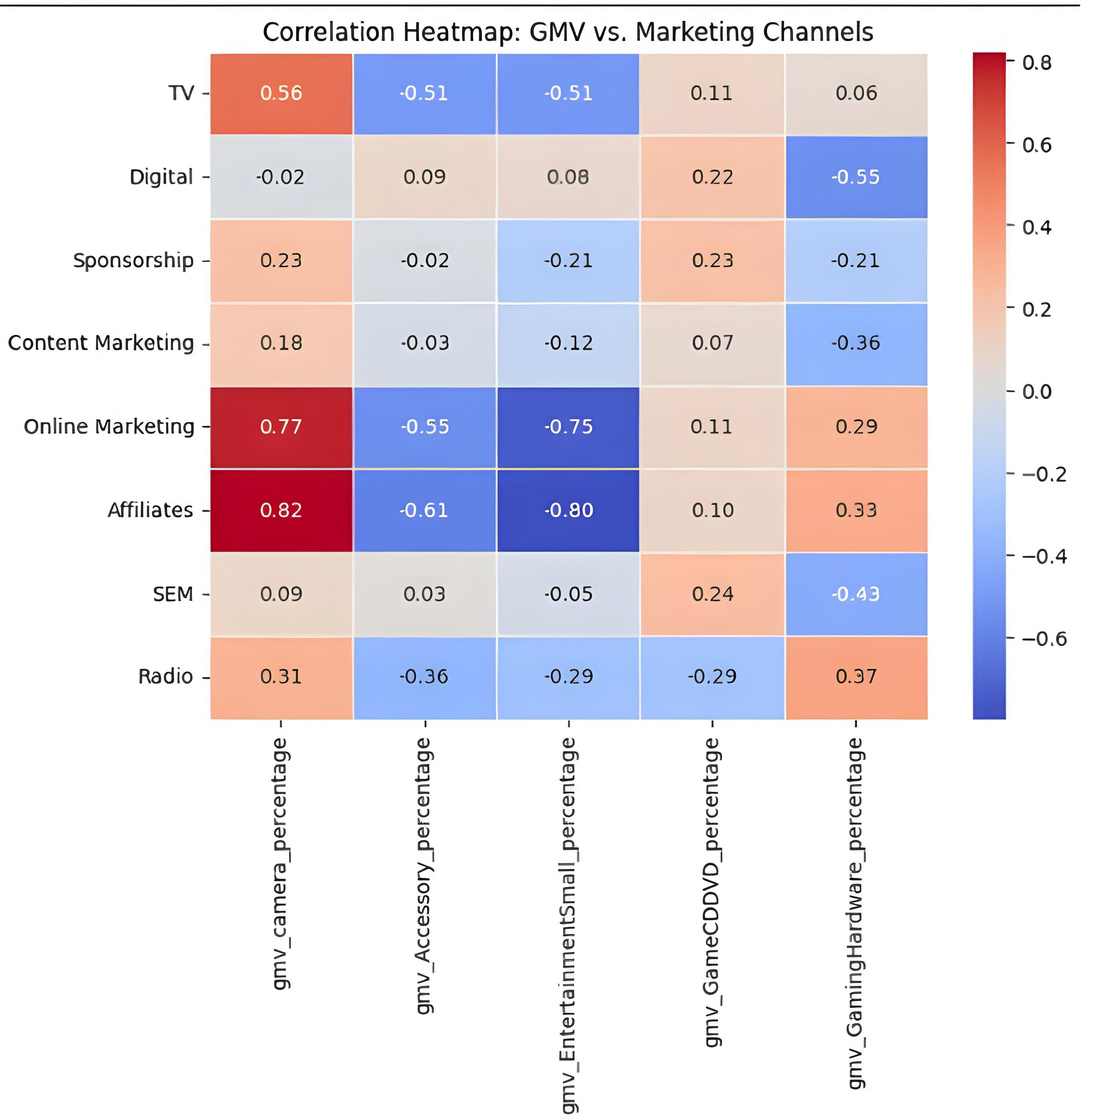 Correlation Heatmap: GMV vs. Marketing Channels
TV 0.56 -0.51 -0.51 0.11 0.06
Digital -0.02 0.09 0.08 0.22 -0.55
Sponsorship 0.23 -0.02 -0.21 0.23 -0.21
Content Marketing 0.18 -0.03 -0.12 0.07 -0.36
Online Marketing 0.77 -0.55 -0.75 0.11 0.29
Affiliates 0.82 -0.61 -0.80 0.10 0.33
SEM 0.09 0.03 -0.05 0.24 -0.43
Radio 0.31 -0.36 -0.29 -0.29 0.37
gmv_camera_percentage
gmv_Accessory_percentage
gmv_EntertainmentSmall_percentage
gmv_GameCDDVD_percentage
gmv_GamingHardware_percentage
0.8
0.6
0.4
0.2
0.0
−0.2
−0.4
−0.6